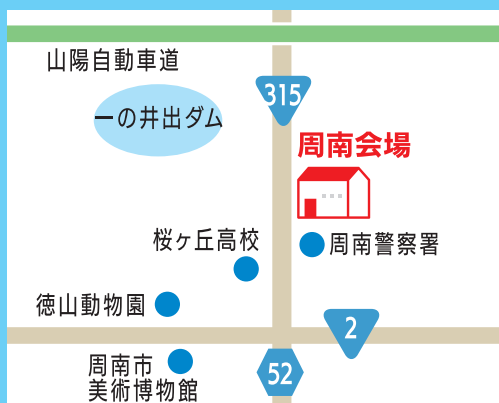 山陽自動車道
315
一の井出ダム
周南会場
桜ヶ丘高校
周南警察署
徳山動物園
2
周南市
美術博物館
52